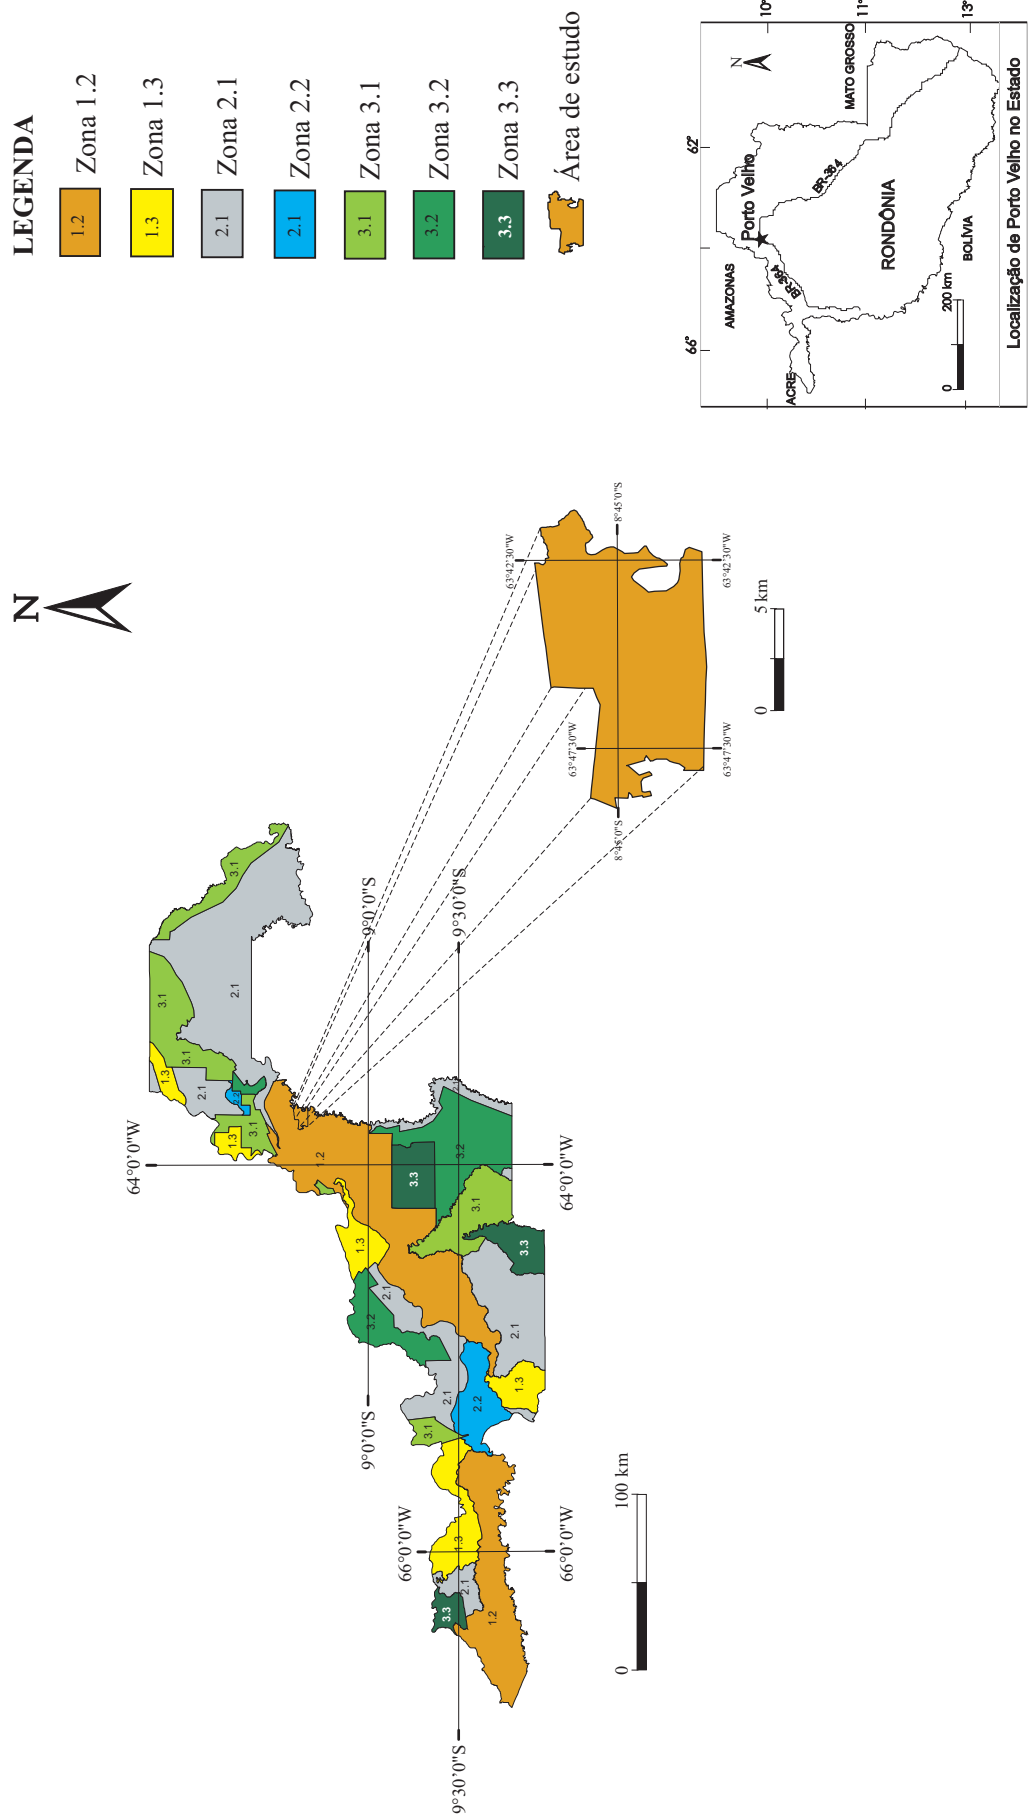 LEGENDA
1.2 Zona 1.2
1.3 Zona 1.3
2.1 Zona 2.1
2.1 Zona 2.2
3.1 Zona 3.1
3.2 Zona 3.2
3.3 Zona 3.3
Área de estudo
N
64°0'0"W
3.1
3.1
2.1
3.1
1.3
2.1
1.3
3.1
1.2
9°0'0"S
9°0'0"S
9°30'0"S
9°30'0"S
2.1
3.2
3.3
3.1
3.3
64°0'0"W
1.3
3.2
2.1
2.1
1.3
2.2
2.1
3.1
66°0'0"W
1.3
2.1
3.3
1.2
66°0'0"W
0 100 km
63°42'30"W
63°47'30"W
8°45'0"S
8°45'0"S
63°42'30"W
63°47'30"W
0 5 km
66° 62°
10°
11°
13°
N
AMAZONAS
Porto Velho
ACRE
BR-364
BR-364
MATO GROSSO
RONDÔNIA
BOLÍVIA
0 200 km
Localização de Porto Velho no Estado